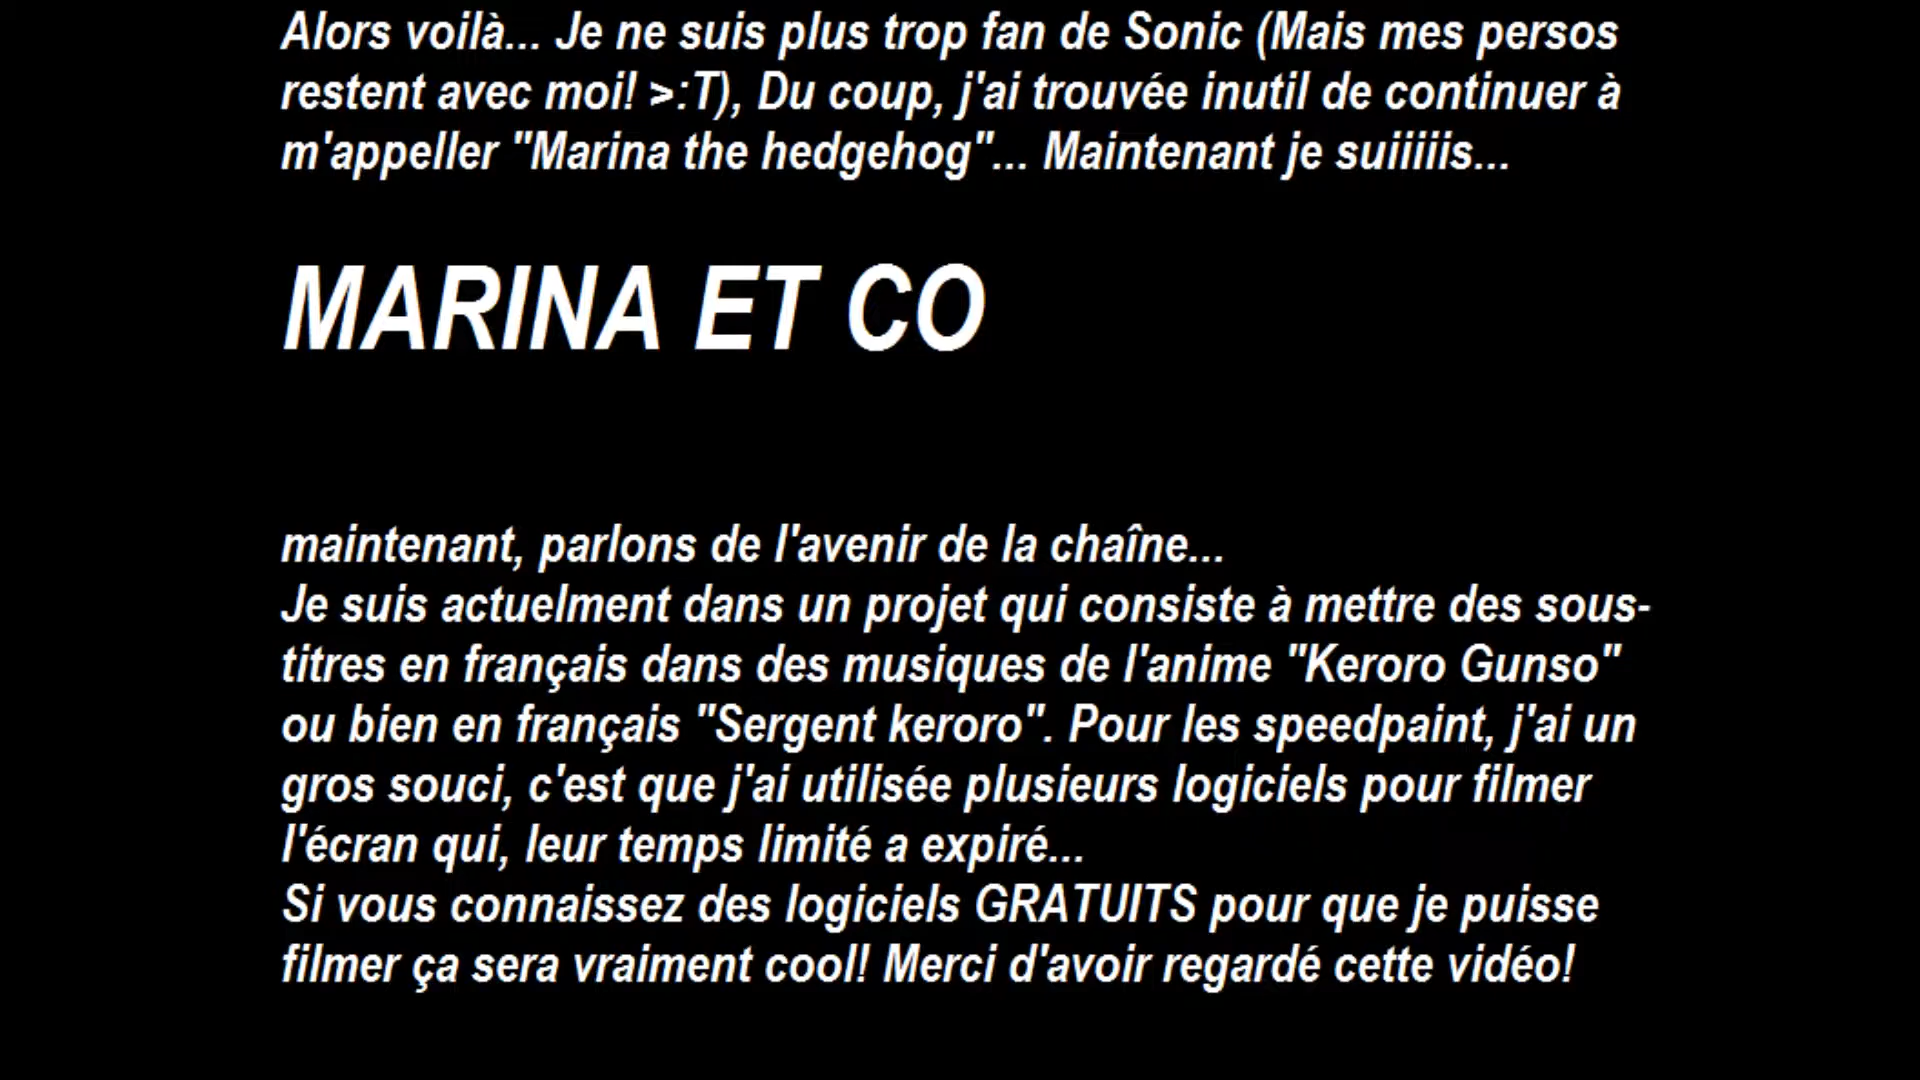 Alors voilà... Je ne suis plus trop fan de Sonic (Mais mes persos
restent avec moi! >:T), Du coup, j'ai trouvée inutil de continuer à
m'appeller "Marina the hedgehog"... Maintenant je suiiiiis...
MARINA ET CO
maintenant, parlons de l'avenir de la chaîne...
Je suis actuelment dans un projet qui consiste à mettre des sous-
titres en français dans des musiques de l'anime "Keroro Gunso"
ou bien en français "Sergent keroro". Pour les speedpaint, j'ai un
gros souci, c'est que j'ai utilisée plusieurs logiciels pour filmer
l'écran qui, leur temps limité a expiré...
Si vous connaissez des logiciels GRATUITS pour que je puisse
filmer ça sera vraiment cool! Merci d'avoir regardé cette vidéo!